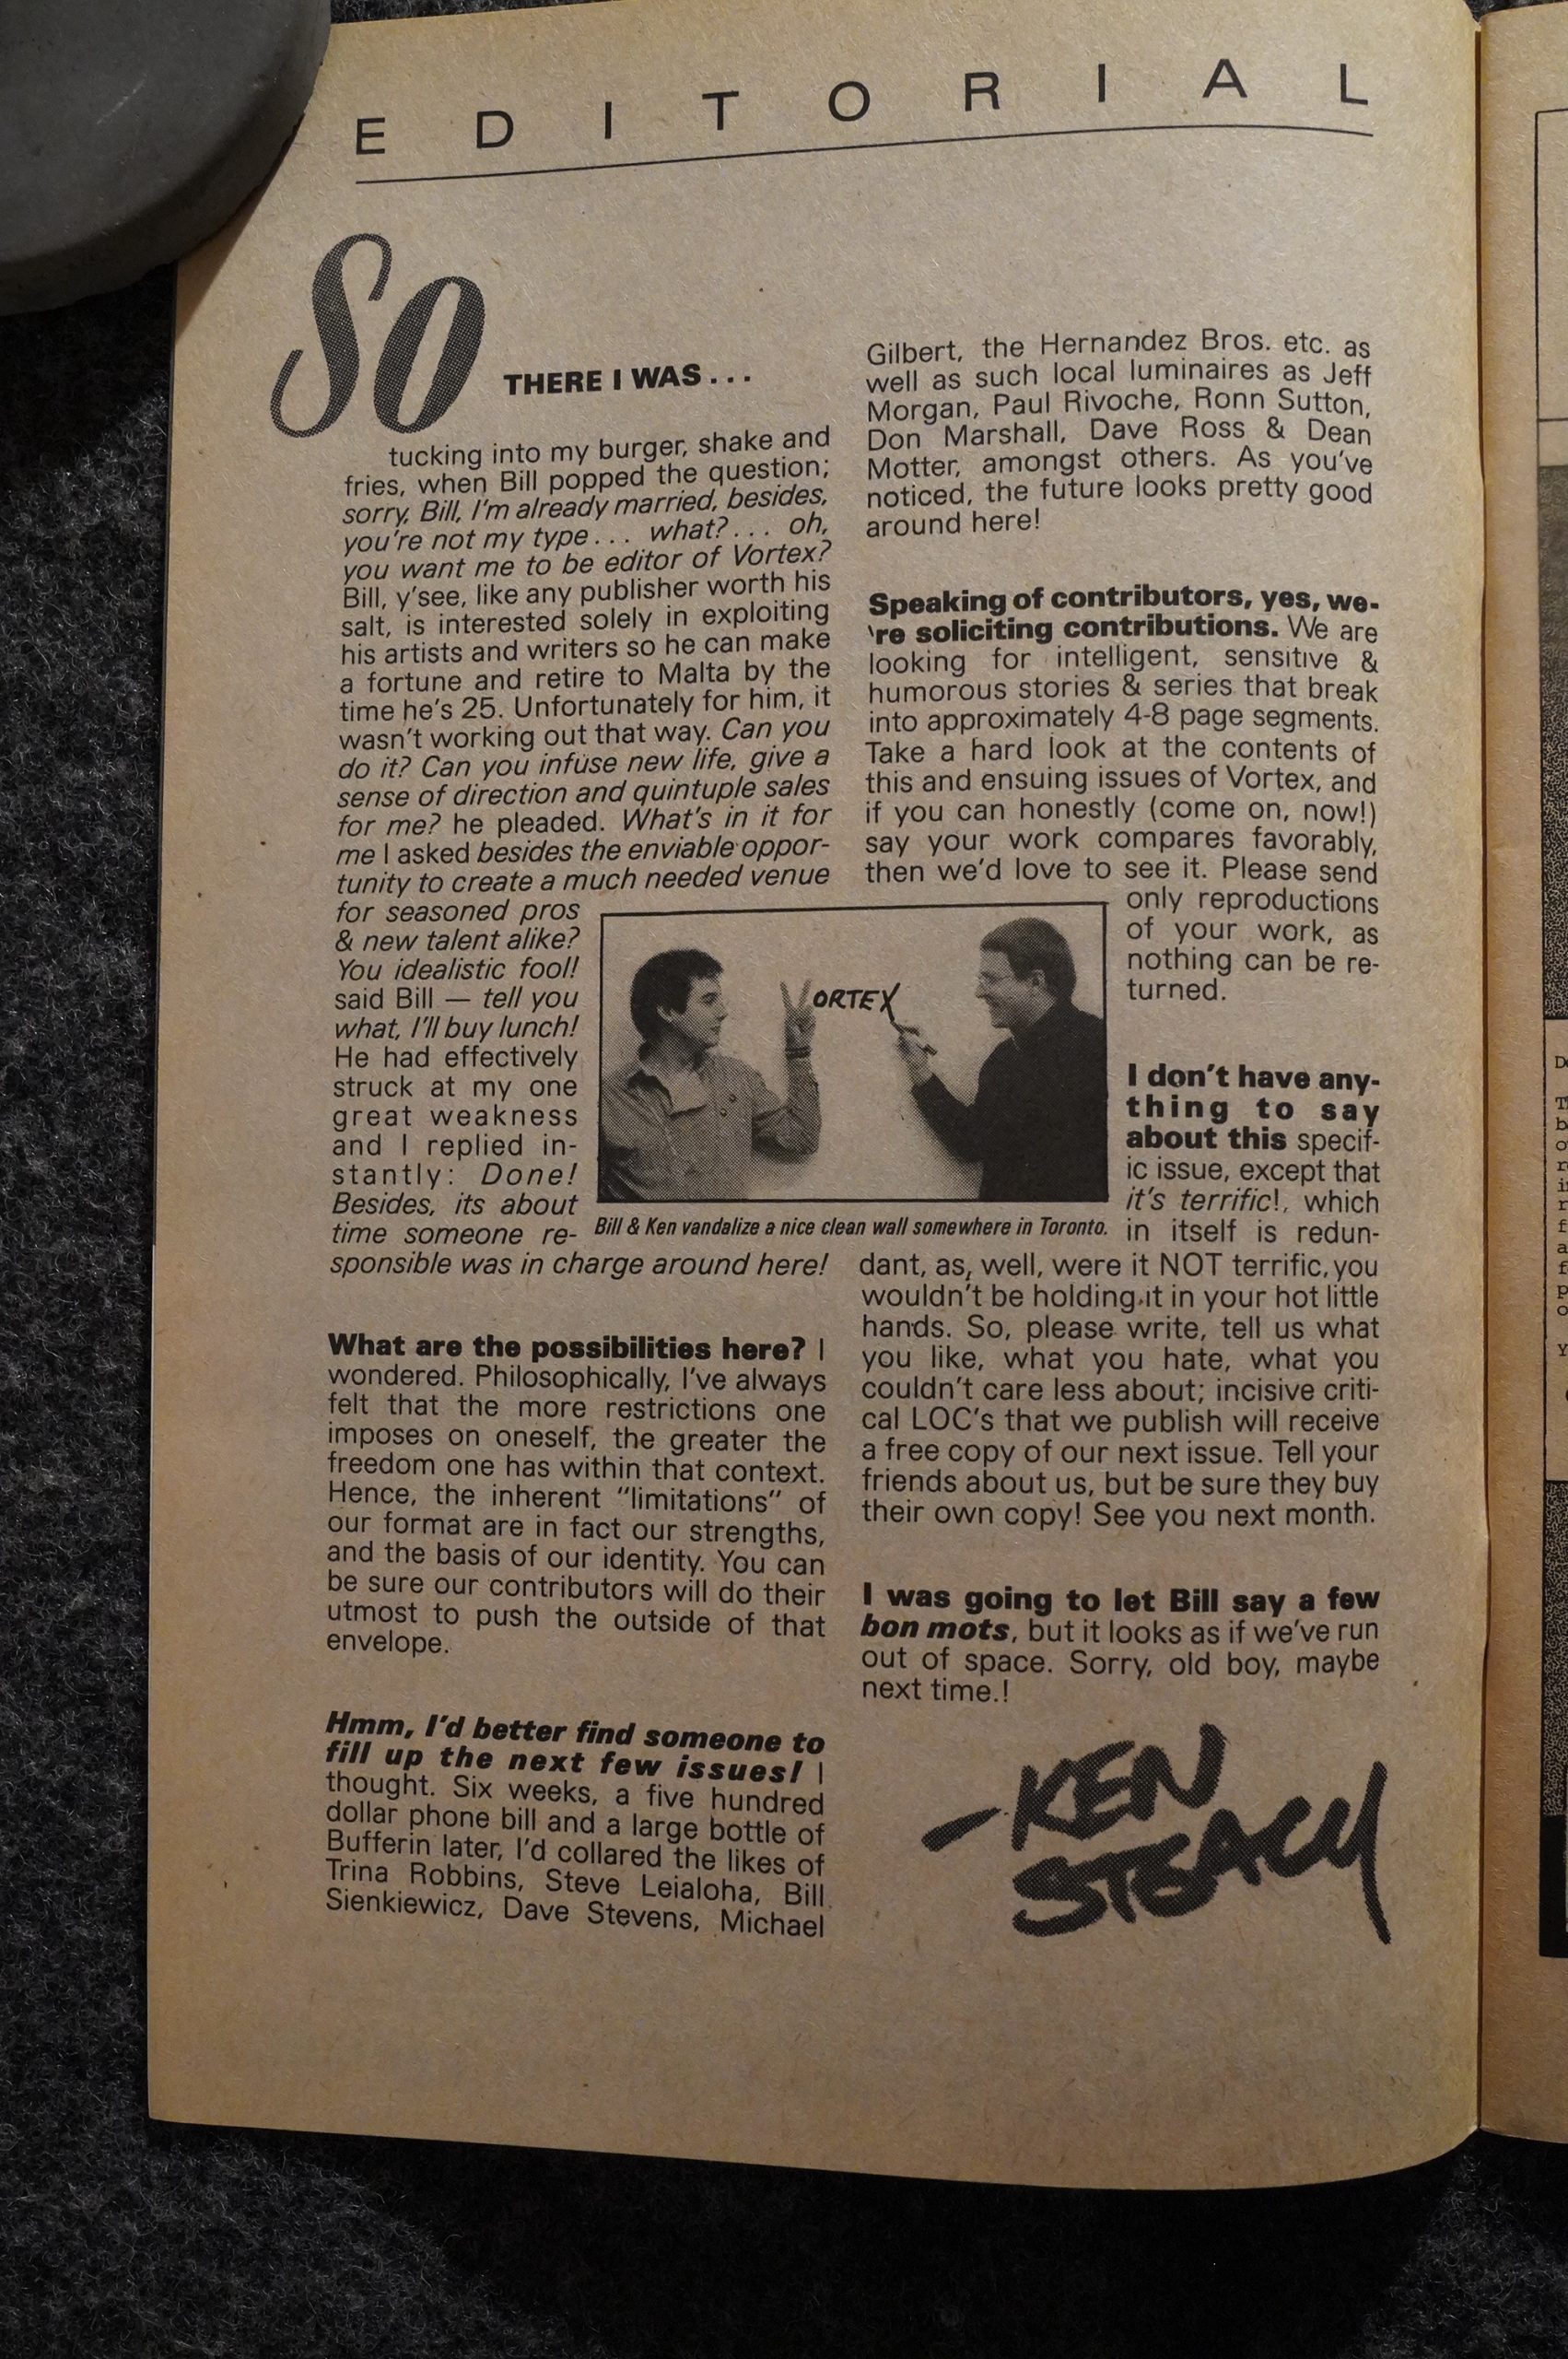 EDITORIAL
SO
THERE I WAS...
tucking into my burger, shake and
fries, when Bill popped the question;
sorry, Bill, I'm already married, besides,
you're not my type... what?... oh,
you want me to be editor of Vortex?
Bill, y'see, like any publisher worth his
salt, is interested solely in exploiting
his artists and writers so he can make
a fortune and retire to Malta by the
time he's 25. Unfortunately for him, it
wasn't working out that way. Can you
do it? Can you infuse new life, give a
sense of direction and quintuple sales
for me? he pleaded. What's in it for
me I asked besides the enviable oppor-
tunity to create a much needed venue
for seasoned pros
& new talent alike?
You idealistic fool!
said Bill — tell you
what, I'll buy lunch!
He had effectively
struck at my one
great weakness
and I replied in-
stantly: Done!
Besides, its about
time someone re-
sponsible was in charge around here!
What are the possibilities here? I
wondered. Philosophically, I've always
felt that the more restrictions one
imposes on oneself, the greater the
freedom one has within that context.
Hence, the inherent "limitations" of
our format are in fact our strengths,
and the basis of our identity. You can
be sure our contributors will do their
utmost to push the outside of that
envelope.
Hmm, I'd better find someone to
fill up the next few issues! I
thought. Six weeks, a five hundred
dollar phone bill and a large bottle of
Bufferin later, I'd collared the likes of
Trina Robbins, Steve Leialoha, Bill
Sienkiewicz, Dave Stevens, Michael
VORTEX
Bill & Ken vandalize a nice clean wall somewhere in Toronto.
Gilbert, the Hernandez Bros. etc. as
well as such local luminaires as Jeff
Morgan, Paul Rivoche, Ronn Sutton,
Don Marshall, Dave Ross & Dean
Motter, amongst others. As you've
noticed, the future looks pretty good
around here!
Speaking of contributors, yes, we-
're soliciting contributions. We are
looking for intelligent, sensitive &
humorous stories & series that break
into approximately 4-8 page segments.
Take a hard look at the contents of
this and ensuing issues of Vortex, and
if you can honestly (come on, now!)
say your work compares favorably,
then we'd love to see it. Please send
only reproductions
of your work, as
nothing can be re-
turned.
I don't have any-
thing to say
about this specif-
ic issue, except that
it's terrific!, which
in itself is redun-
dant, as, well, were it NOT terrific, you
wouldn't be holding it in your hot little
hands. So, please write, tell us what
you like, what you hate, what you
couldn't care less about; incisive criti-
cal LOC's that we publish will receive
a free copy of our next issue. Tell your
friends about us, but be sure they buy
their own copy! See you next month.
I was going to let Bill say a few
bon mots, but it looks as if we've run
out of space. Sorry, old boy, maybe
next time.!
-KEN
STEACY